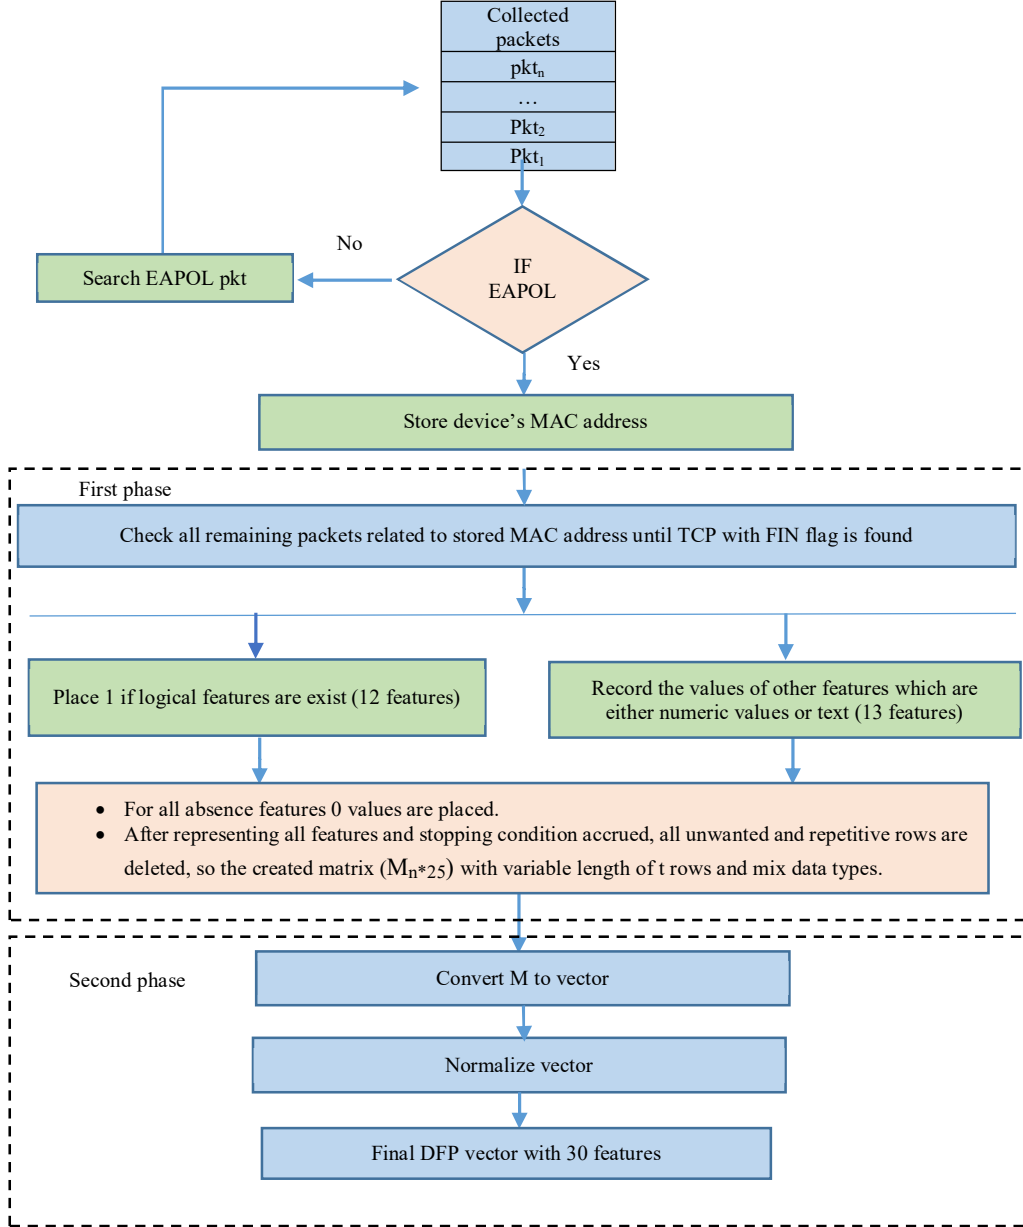 Collected
packets
pktₙ
…
Pkt₂
Pkt₁
No
IF
EAPOL
Search EAPOL pkt
Yes
Store device’s MAC address
First phase
Check all remaining packets related to stored MAC address until TCP with FIN flag is found
Place 1 if logical features are exist (12 features)
Record the values of other features which are
either numeric values or text (13 features)
• For all absence features 0 values are placed.
• After representing all features and stopping condition accrued, all unwanted and repetitive rows are
deleted, so the created matrix (Mₙ*₂₅) with variable length of t rows and mix data types.
Second phase
Convert M to vector
Normalize vector
Final DFP vector with 30 features